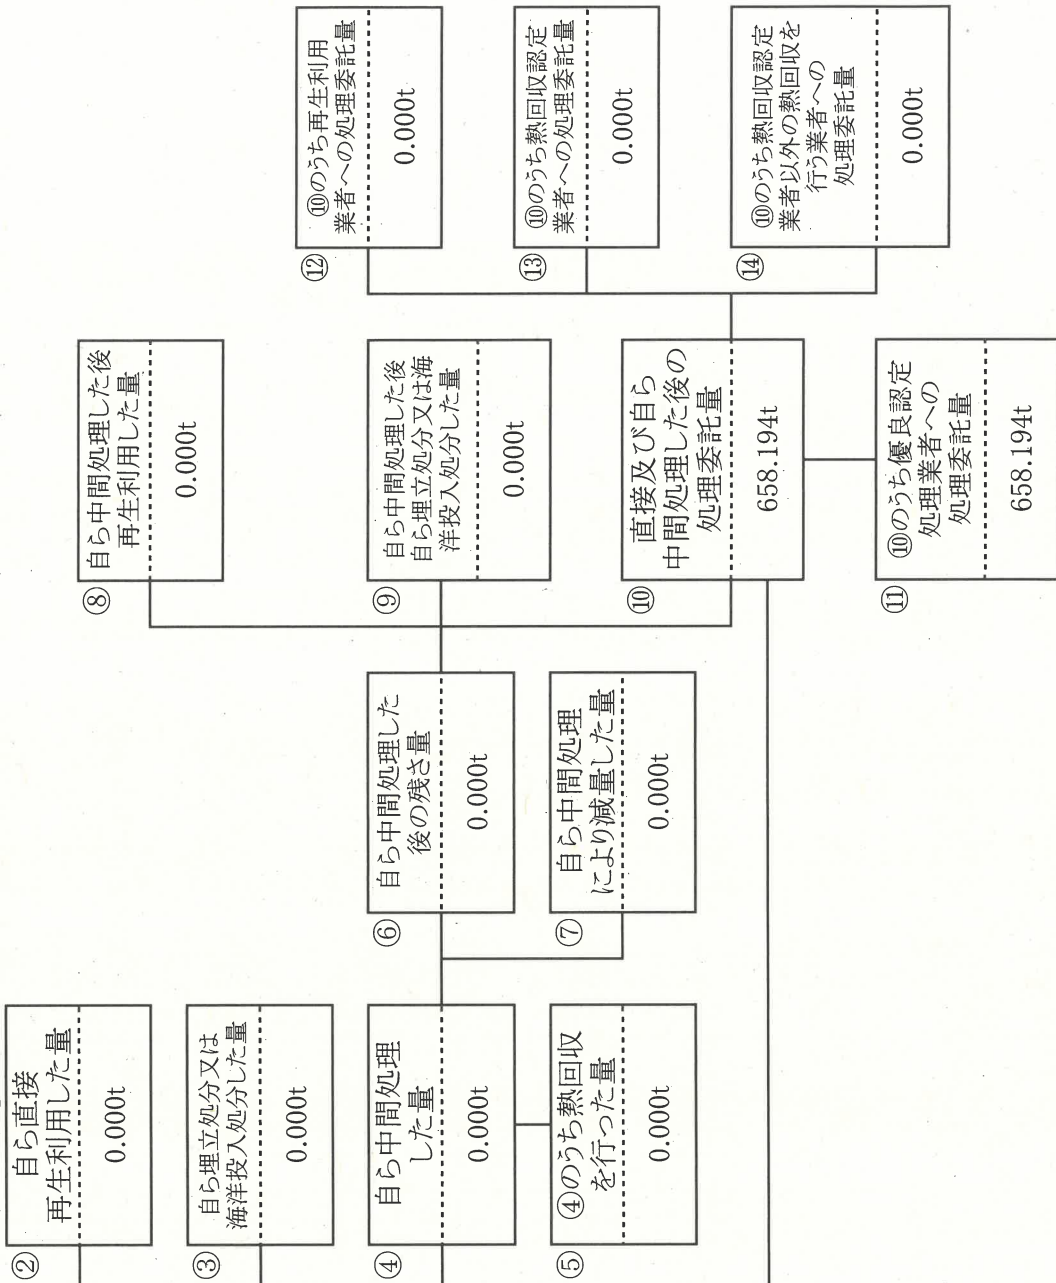 ②
自ら直接
再生利用した量
0.000t
③
自ら埋立処分又は
海洋投入処分した量
0.000t
④
自ら中間処理
した量
0.000t
⑤
④のうち熱回収
を行った量
0.000t
⑥
自ら中間処理した
後の残さ量
0.000t
⑦
自ら中間処理
により減量した量
0.000t
⑧
自ら中間処理した後
再生利用した量
0.000t
⑨
自ら中間処理した後
自ら埋立処分又は海
洋投入処分した量
0.000t
⑩
直接及び自ら
中間処理した後の
処理委託量
658.194t
⑪
⑩のうち優良認定
処理業者への
処理委託量
658.194t
⑫
⑩のうち再生利用
業者への処理委託量
0.000t
⑬
⑩のうち熱回収認定
業者への処理委託量
0.000t
⑭
⑩のうち熱回収認定
業者以外の熱回収を
行う業者への
処理委託量
0.000t